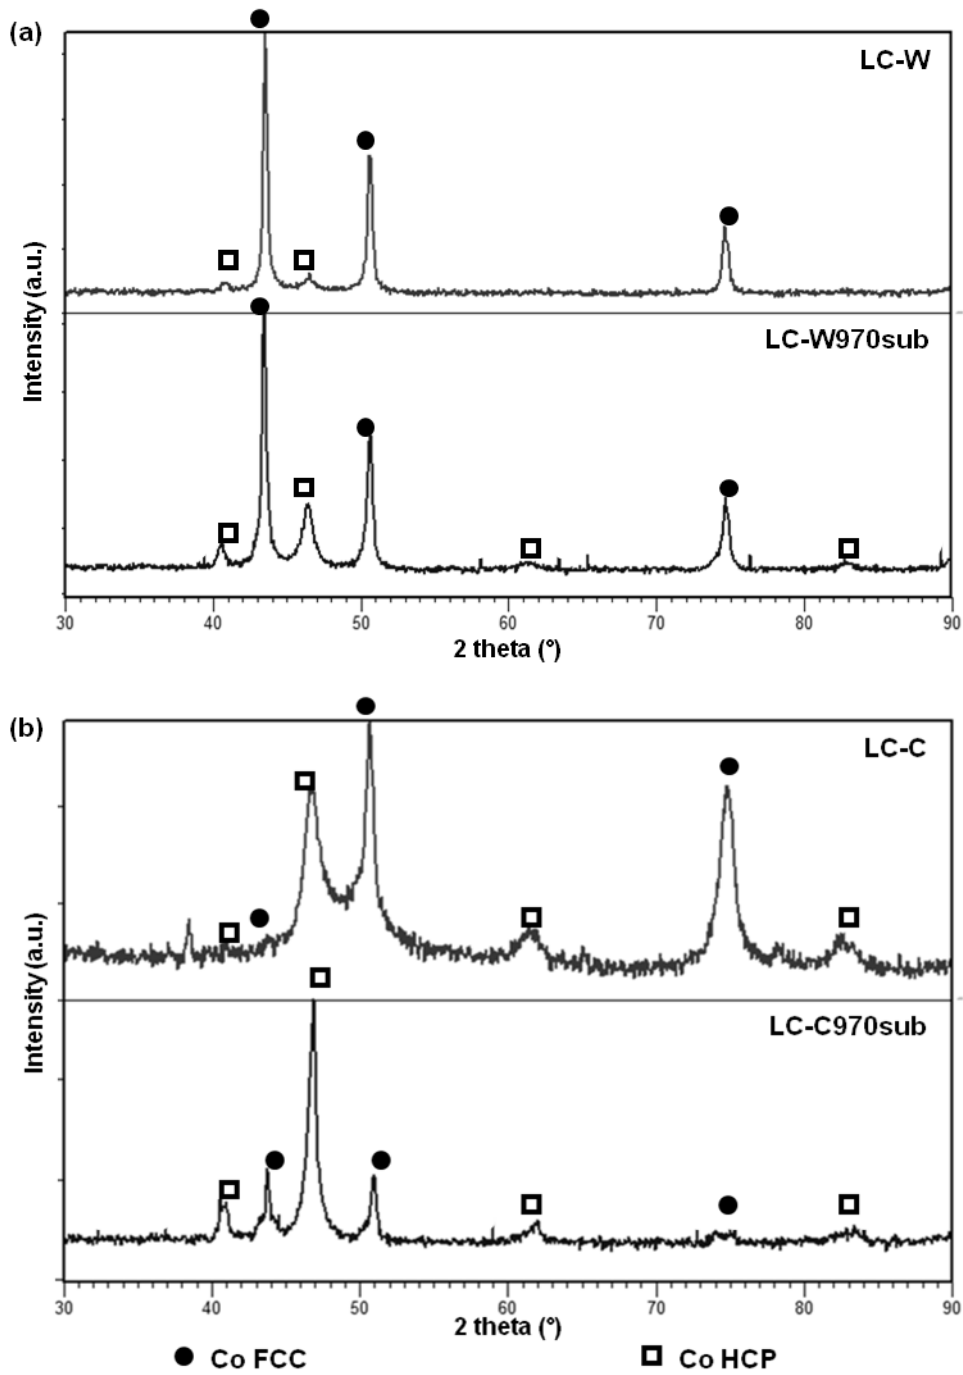 (a)
LC-W
LC-W970sub
Intensity (a.u.)
30 40 50 60 70 80 90
2 theta (°)
(b)
LC-C
LC-C970sub
Intensity (a.u.)
30 40 50 60 70 80 90
2 theta (°)
Co FCC Co HCP